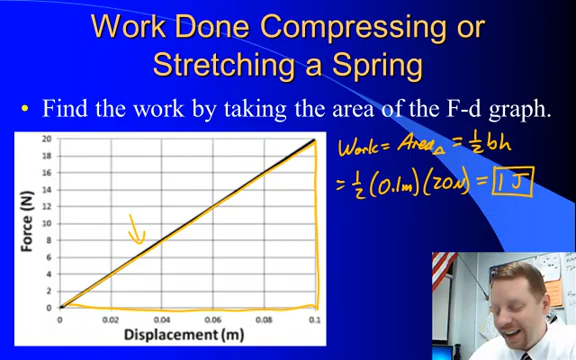 Work Done Compressing or
Stretching a Spring
• Find the work by taking the area of the F-d graph.
Work = Area△ = 1/2 bh
= 1/2 (0.1m) (20N) = 1 J
Force (N)
20
18
16
14
12
10
8
6
4
2
0
0 0.02 0.04 0.06 0.08 0.1
Displacement (m)